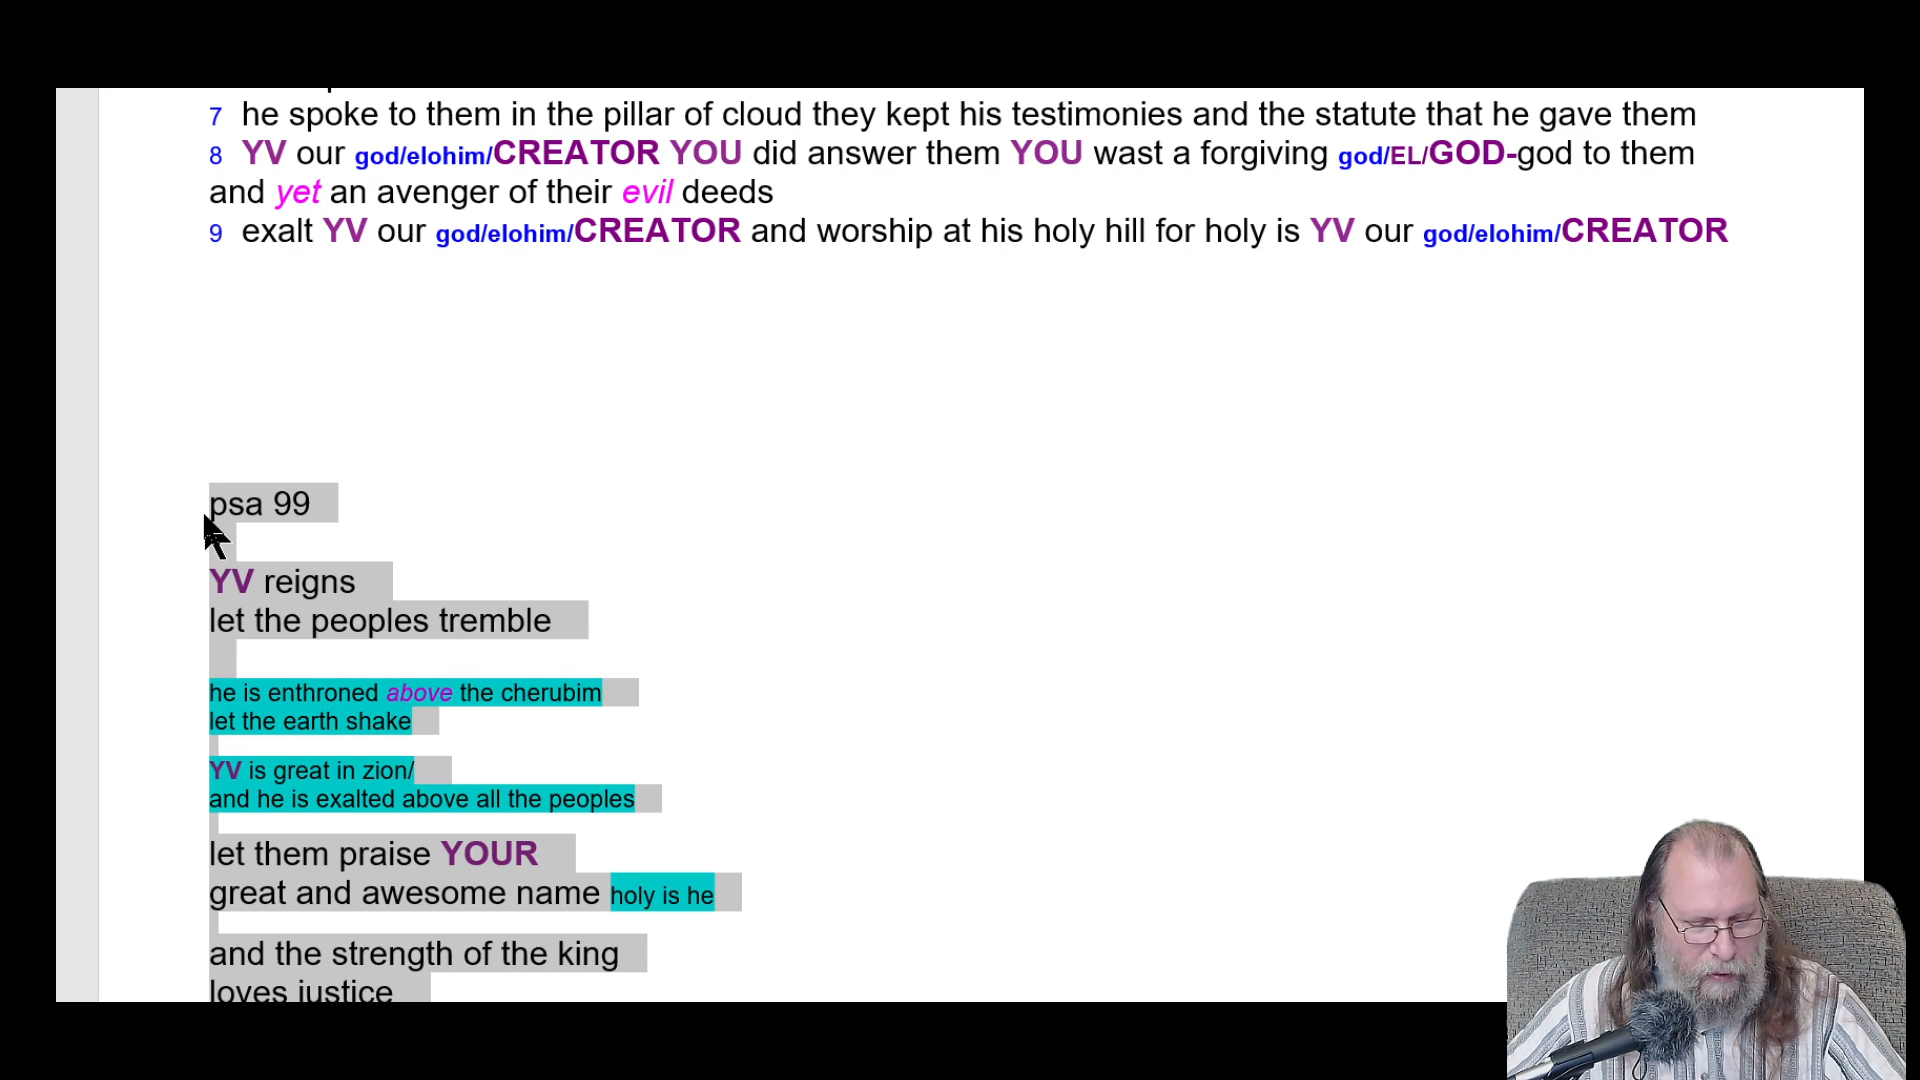 7 he spoke to them in the pillar of cloud they kept his testimonies and the statute that he gave them
8 YV our god/elohim/CREATOR YOU did answer them YOU wast a forgiving god/EL/GOD-god to them
and yet an avenger of their evil deeds
9 exalt YV our god/elohim/CREATOR and worship at his holy hill for holy is YV our god/elohim/CREATOR
psa 99
YV reigns
let the peoples tremble
he is enthroned above the cherubim
let the earth shake
YV is great in zion/
and he is exalted above all the peoples
let them praise YOUR
great and awesome name holy is he
and the strength of the king
loves justice